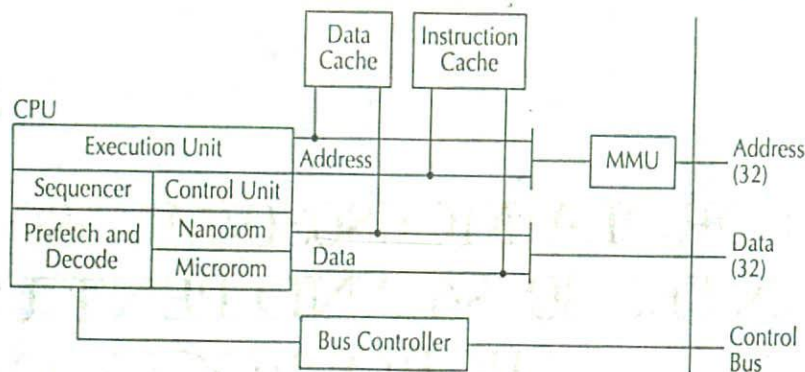 Data
Cache
Instruction
Cache
CPU
Execution Unit
Address
MMU
Address
(32)
Sequencer
Control Unit
Prefetch and
Decode
Nanorom
Microrom
Data
Data
(32)
Bus Controller
Control
Bus